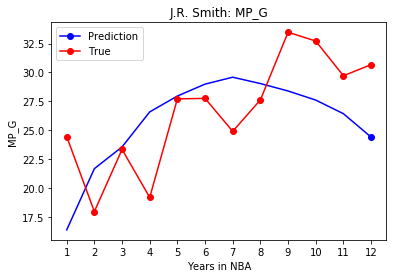 J.R. Smith: MP_G
Prediction
True
MP_G
32.5
30.0
27.5
25.0
22.5
20.0
17.5
1 2 3 4 5 6 7 8 9 10 11 12
Years in NBA